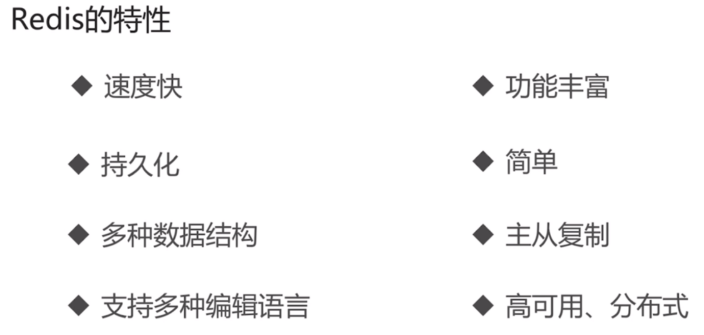 Redis的特性
◆ 速度快
◆ 功能丰富
◆ 持久化
◆ 简单
◆ 多种数据结构
◆ 主从复制
◆ 支持多种编辑语言
◆ 高可用、分布式